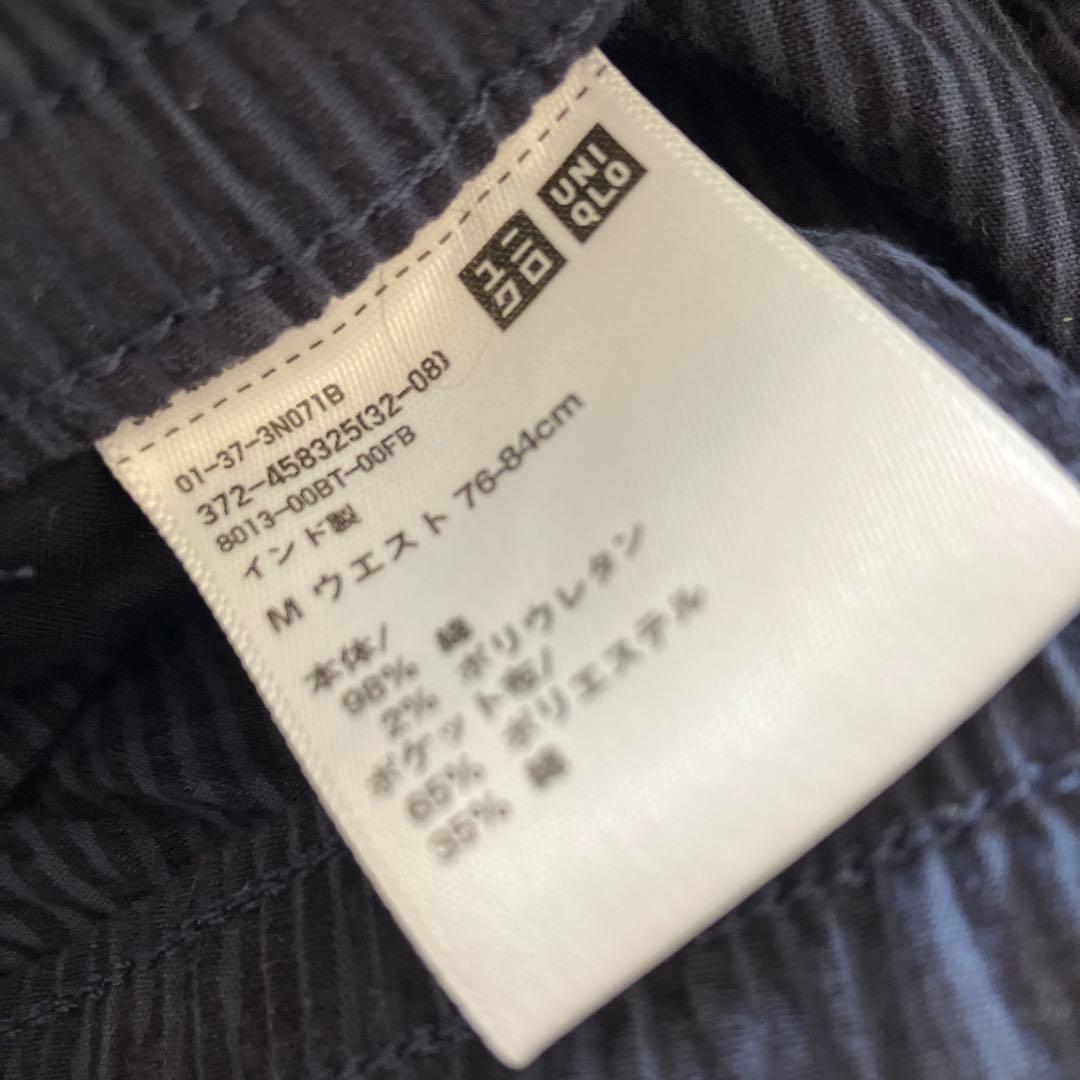 ユニ
クロ
UNI
QLO
01-37-3N071B
372-458325(32-08)
8013-00BT-00FB
インド製
M ウエスト 76-84cm
本体/
98% 綿
2% ポリウレタン
ポケット布/
65% ポリエステル
35% 綿